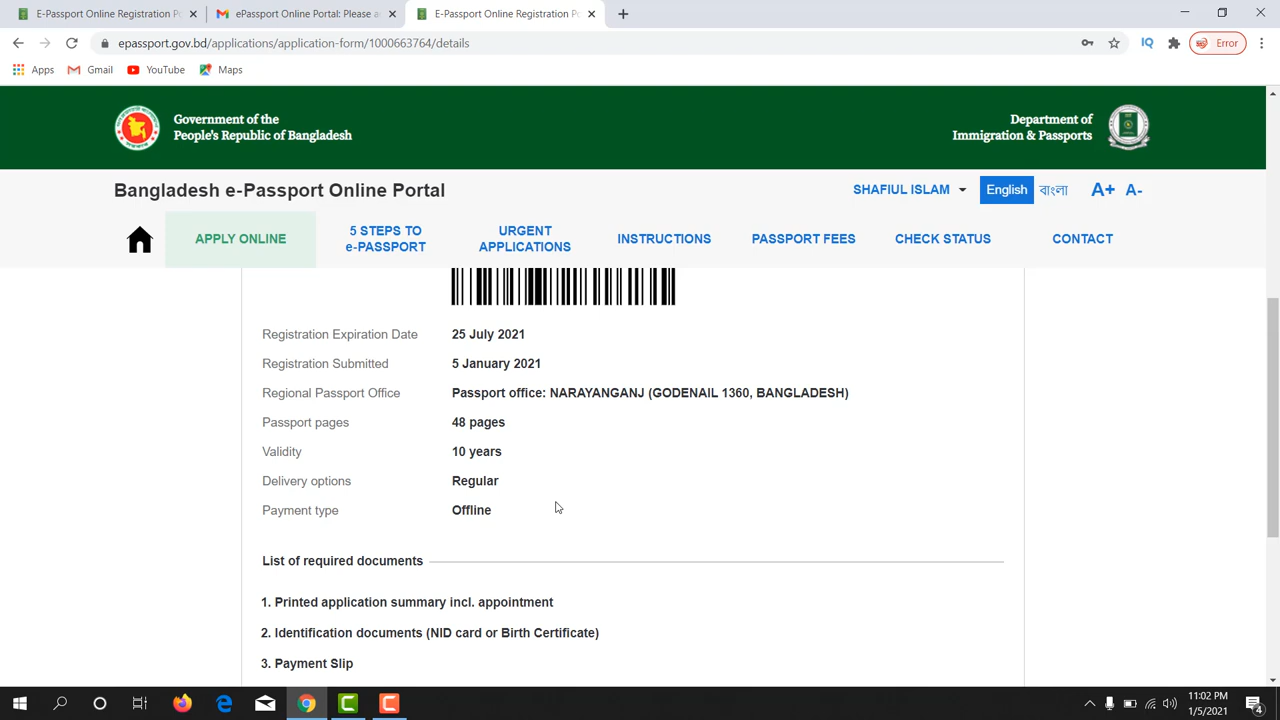 E-Passport Online Registration Po
ePassport Online Portal: Please a
E-Passport Online Registration Po
epassport.gov.bd/applications/application-form/1000663764/details
Error
Apps
Gmail
YouTube
Maps
Government of the
People's Republic of Bangladesh
Department of
Immigration & Passports
Bangladesh e-Passport Online Portal
SHAFIUL ISLAM
English
বাংলা
A+
A-
APPLY ONLINE
5 STEPS TO
e-PASSPORT
URGENT
APPLICATIONS
INSTRUCTIONS
PASSPORT FEES
CHECK STATUS
CONTACT
Registration Expiration Date 25 July 2021
Registration Submitted 5 January 2021
Regional Passport Office Passport office: NARAYANGANJ (GODENAIL 1360, BANGLADESH)
Passport pages 48 pages
Validity 10 years
Delivery options Regular
Payment type Offline
List of required documents
1. Printed application summary incl. appointment
2. Identification documents (NID card or Birth Certificate)
3. Payment Slip
11:02 PM
1/5/2021
4